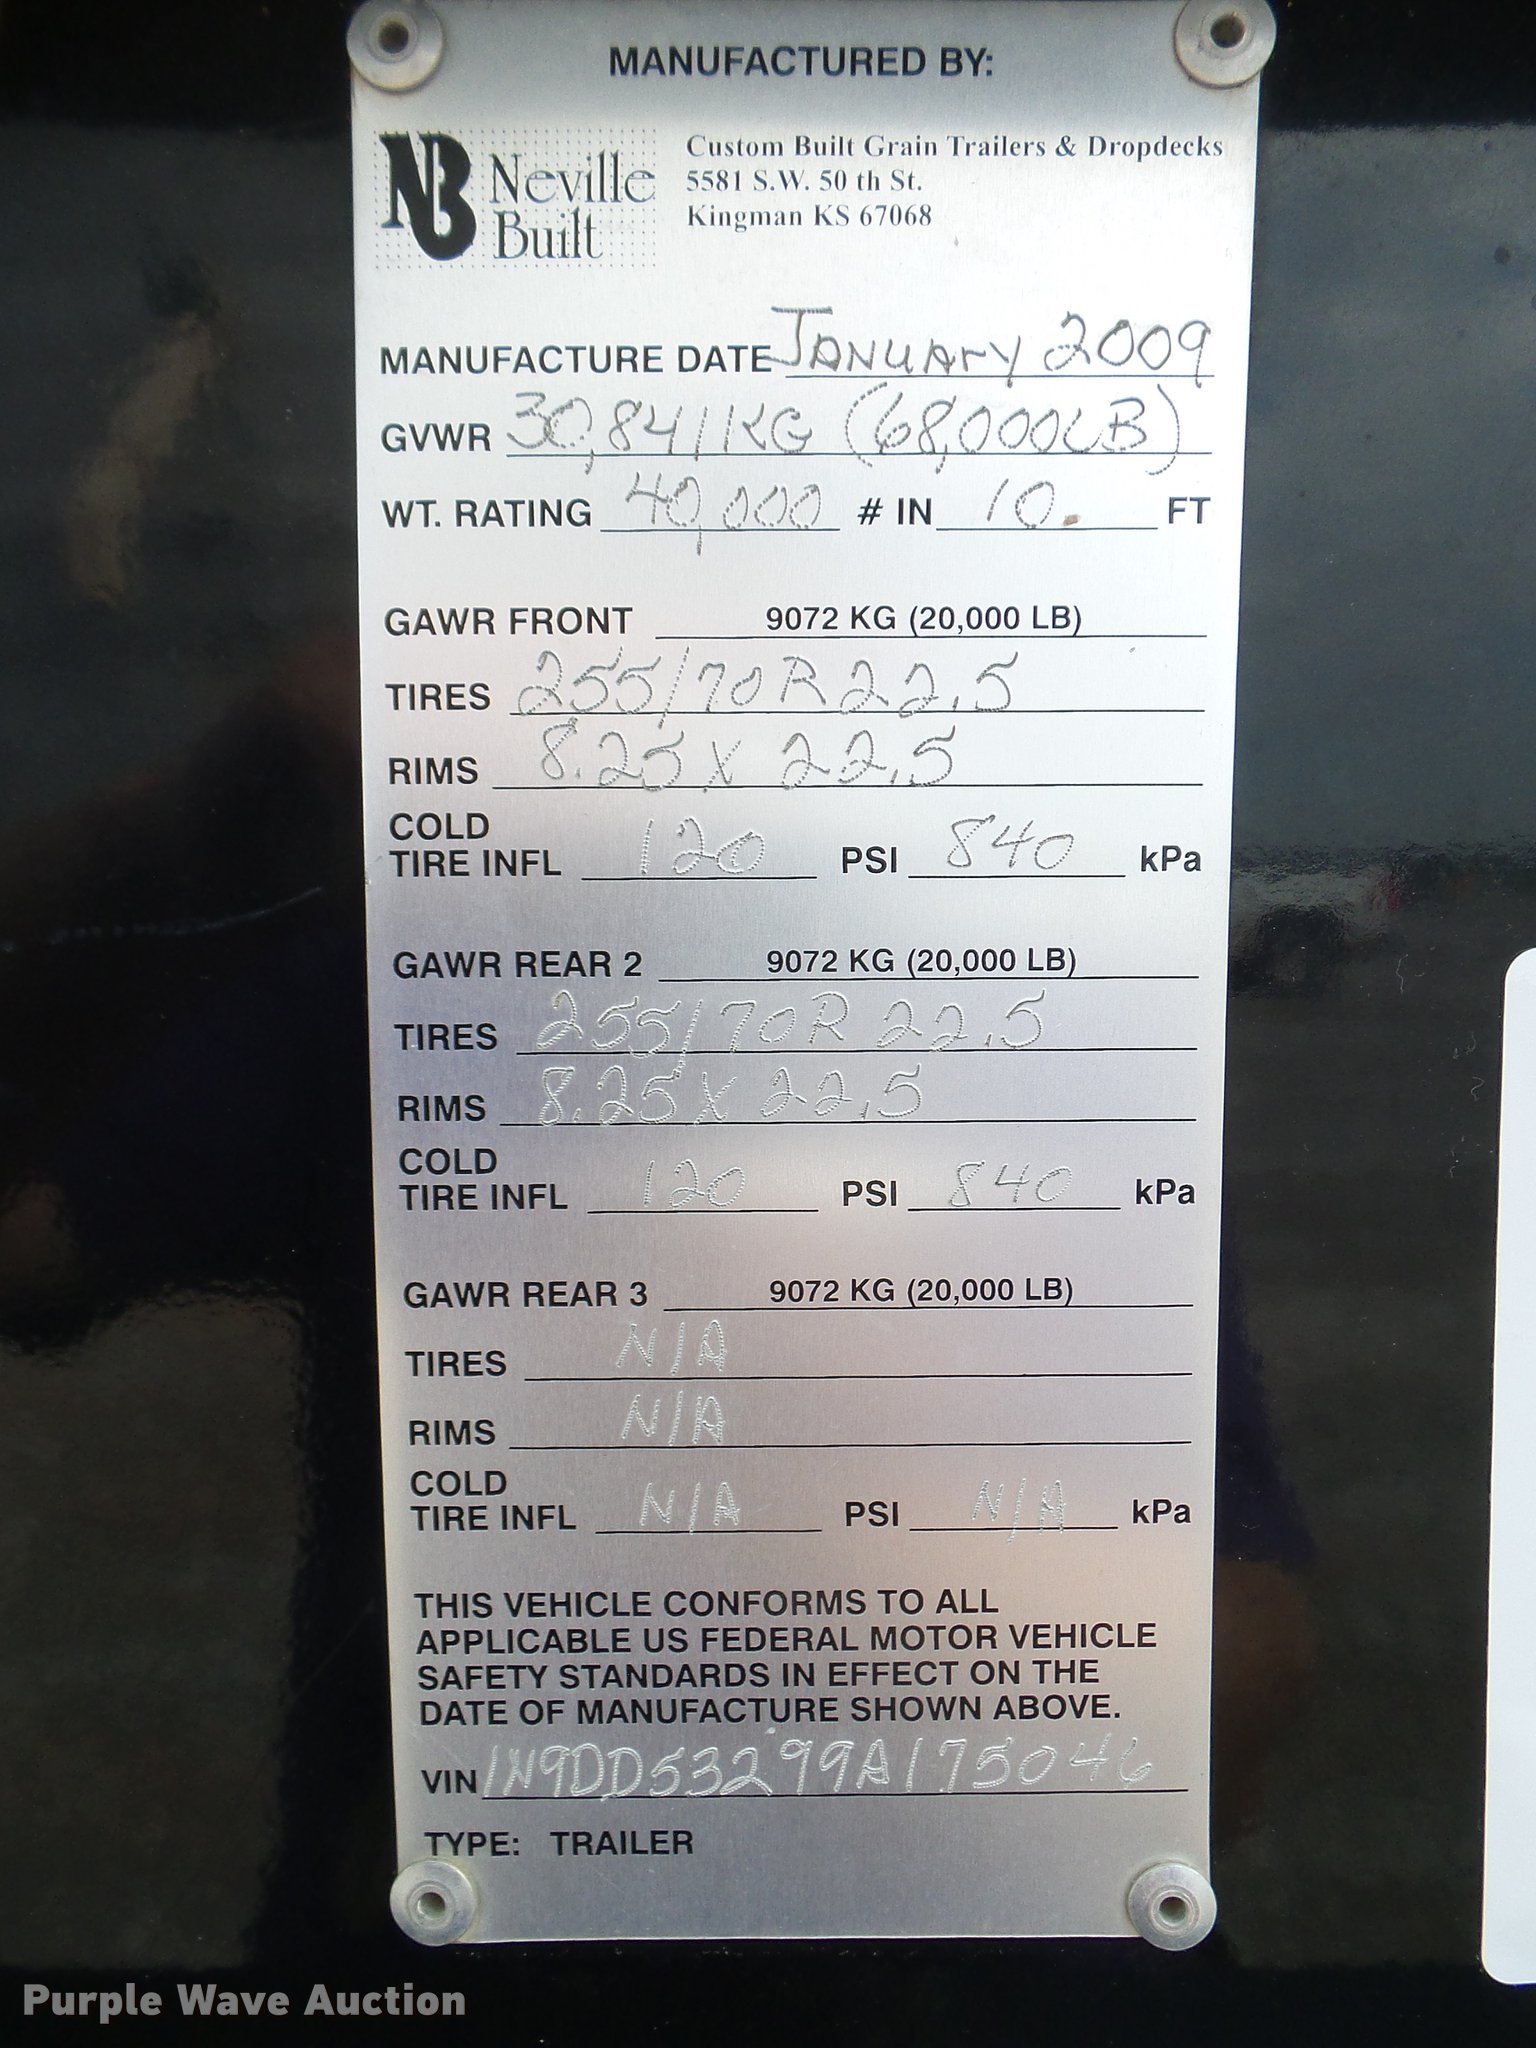 MANUFACTURED BY:
NB Neville Built
Custom Built Grain Trailers & Dropdecks
5581 S.W. 50 th St.
Kingman KS 67068
MANUFACTURE DATE JANUARY 2009
GVWR 30,841 KG (68,000LB)
WT. RATING 40,000 # IN 10. FT
GAWR FRONT 9072 KG (20,000 LB)
TIRES 255/70R22.5
RIMS 8.25 X 22.5
COLD
TIRE INFL 120 PSI 840 kPa
GAWR REAR 2 9072 KG (20,000 LB)
TIRES 255/70R 22.5
RIMS 8.25 X 22.5
COLD
TIRE INFL 120 PSI 840 kPa
GAWR REAR 3 9072 KG (20,000 LB)
TIRES N/A
RIMS N/A
COLD
TIRE INFL N/A PSI N/A kPa
THIS VEHICLE CONFORMS TO ALL
APPLICABLE US FEDERAL MOTOR VEHICLE
SAFETY STANDARDS IN EFFECT ON THE
DATE OF MANUFACTURE SHOWN ABOVE.
VIN 1N9DD53299A175046
TYPE: TRAILER
Purple Wave Auction